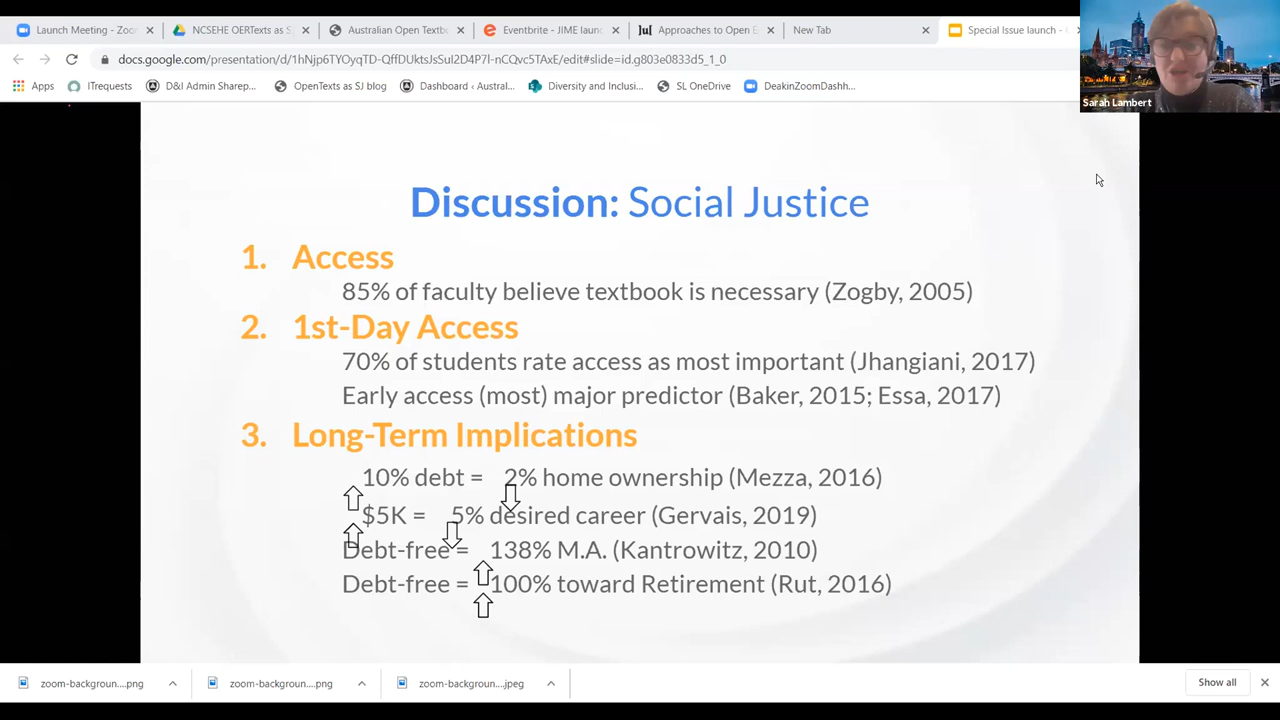 Launch Meeting - Zoo
NCSEHE OERTexts as S
Australian Open Textb
Eventbrite - JIME laun
[u] Approaches to Open E
New Tab
Special Issue launch -
docs.google.com/presentation/d/
/edit#slide=id.g803e0833d5_1_0
Apps
ITrequests
D&I Admin Sharep...
OpenTexts as SJ blog
Dashboard ‹ Austral...
Diversity and Inclusi...
SL OneDrive
DeakinZoomDashh...
Sarah Lambert
Discussion: Social Justice
1. Access
85% of faculty believe textbook is necessary (Zogby, 2005)
2. 1st-Day Access
70% of students rate access as most important (Jhangiani, 2017)
Early access (most) major predictor (Baker, 2015; Essa, 2017)
3. Long-Term Implications
10% debt = 2% home ownership (Mezza, 2016)
$5K = 5% desired career (Gervais, 2019)
Debt-free = 138% M.A. (Kantrowitz, 2010)
Debt-free = 100% toward Retirement (Rut, 2016)
zoom-backgroun....png
zoom-backgroun....png
zoom-backgroun....jpeg
Show all